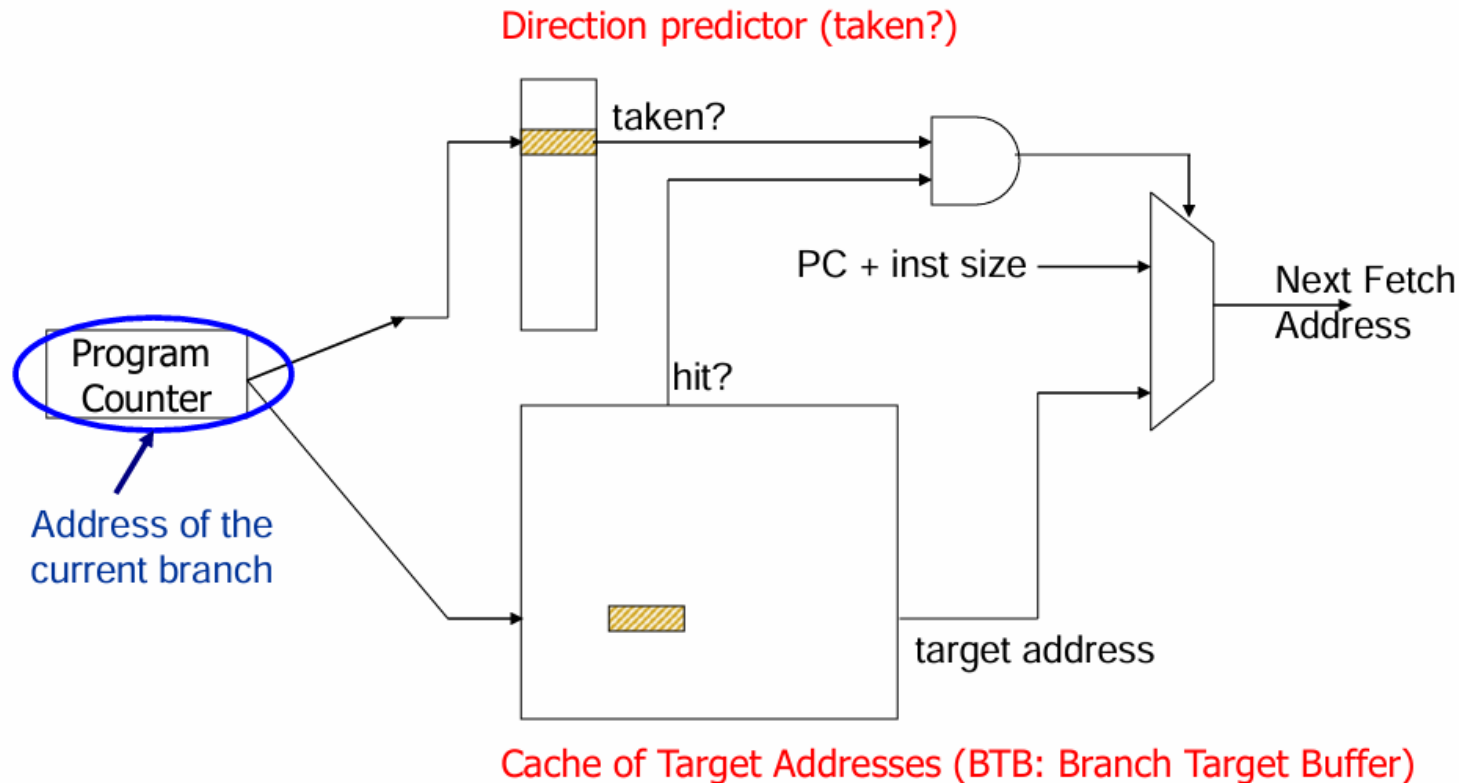 Direction predictor (taken?)
taken?
PC + inst size
Next Fetch
Address
hit?
Program
Counter
Address of the
current branch
target address
Cache of Target Addresses (BTB: Branch Target Buffer)